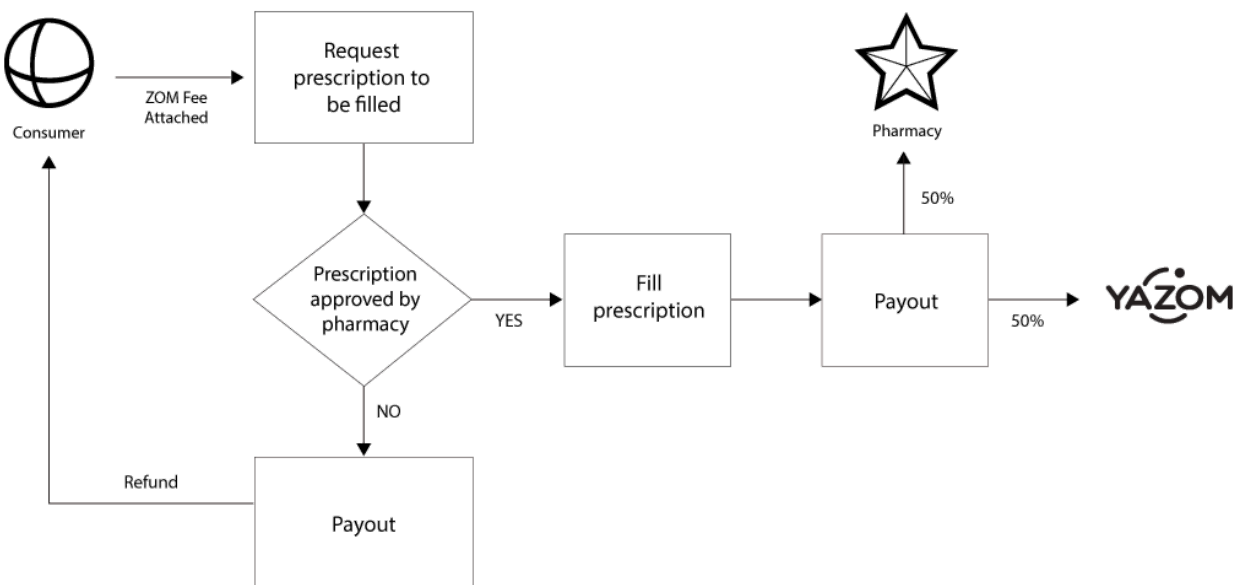 Consumer
ZOM Fee
Attached
Request
prescription to
be filled
Prescription
approved by
pharmacy
YES
Fill
prescription
Payout
50%
Pharmacy
50%
YAZOM
NO
Payout
Refund